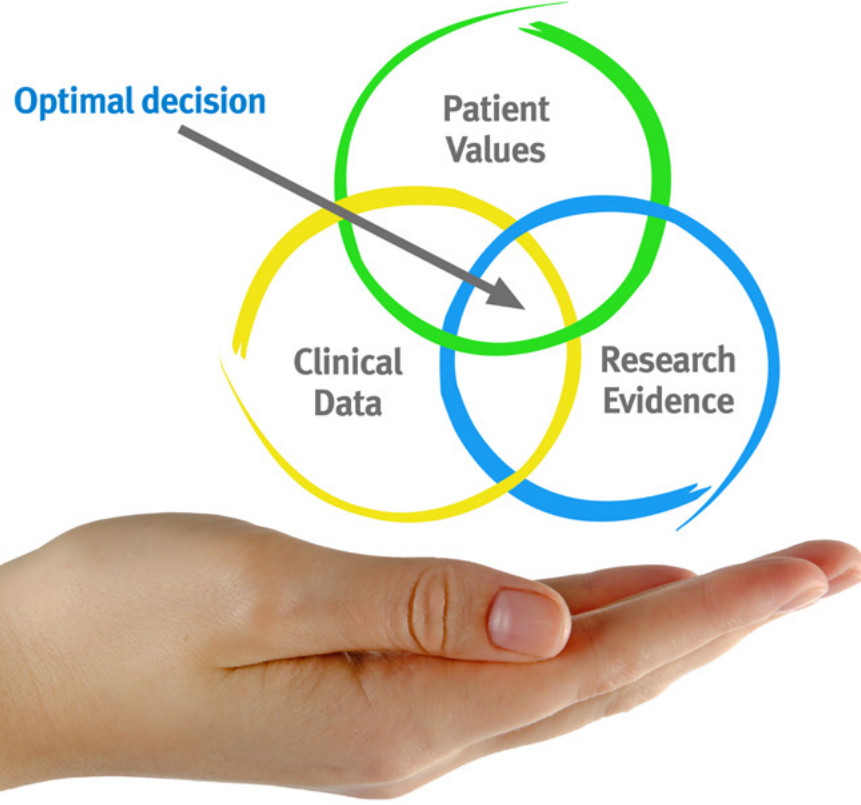 Optimal decision
Patient
Values
Clinical
Data
Research
Evidence